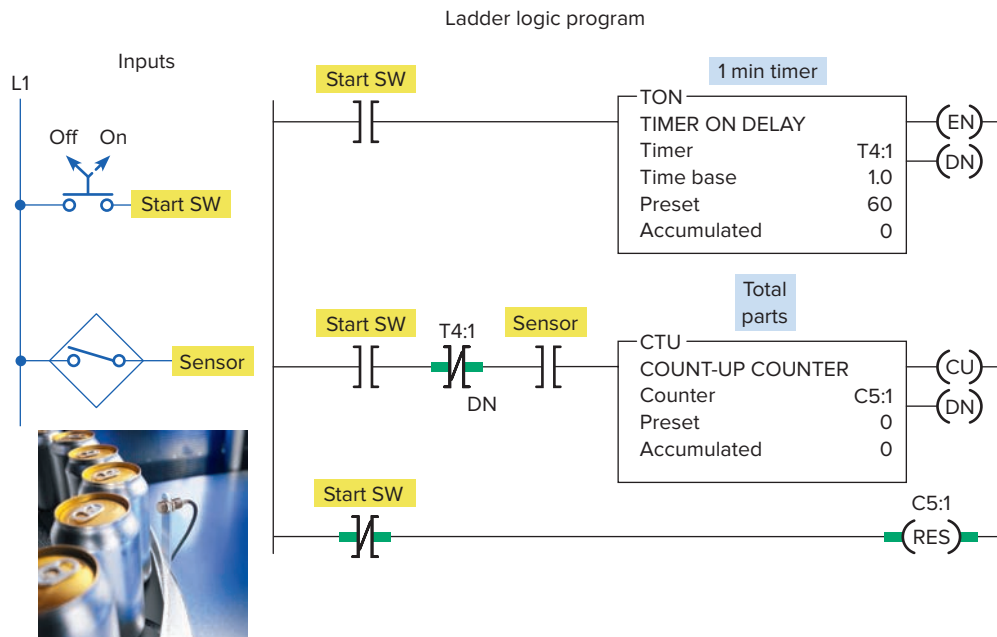 Ladder logic program
Inputs
L1
Off On
Start SW
Sensor
Start SW
1 min timer
TON
TIMER ON DELAY
Timer T4:1
Time base 1.0
Preset 60
Accumulated 0
EN
DN
Start SW
T4:1
DN
Sensor
Total
parts
CTU
COUNT-UP COUNTER
Counter C5:1
Preset 0
Accumulated 0
CU
DN
Start SW
C5:1
RES